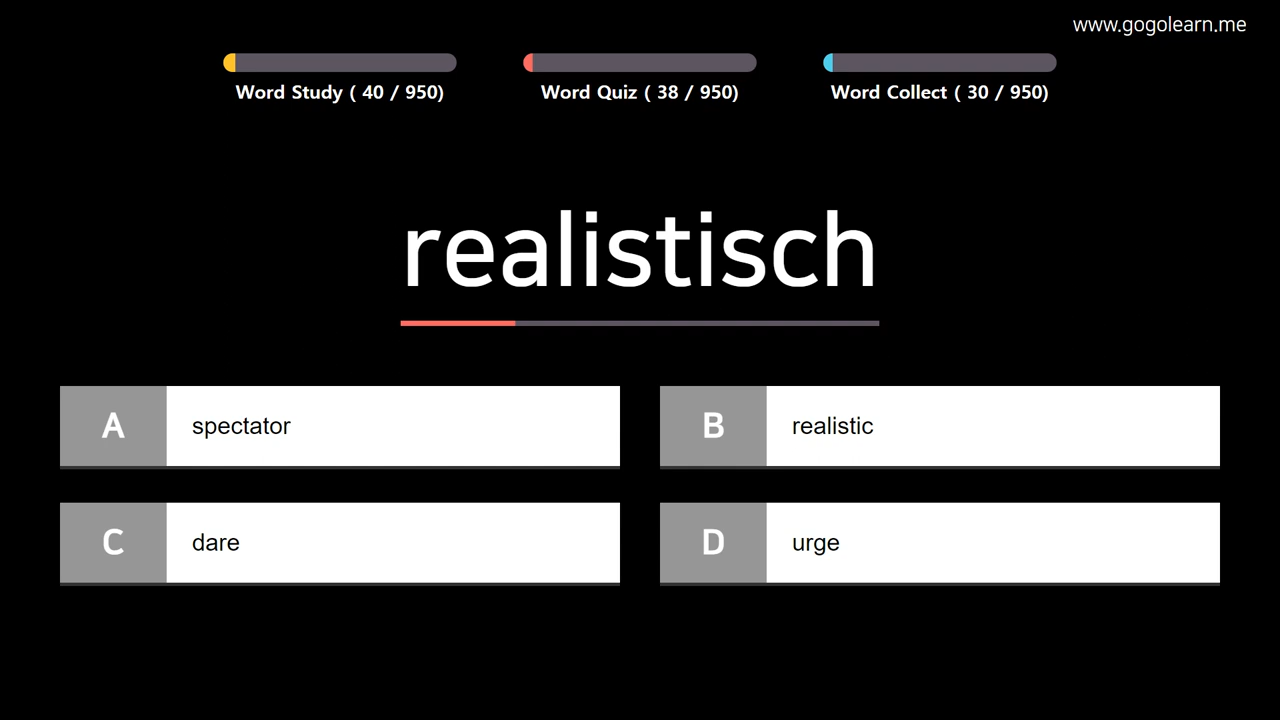 www.gogolearn.me
Word Study ( 40 / 950)
Word Quiz ( 38 / 950)
Word Collect ( 30 / 950)
realistisch
A spectator
B realistic
C dare
D urge